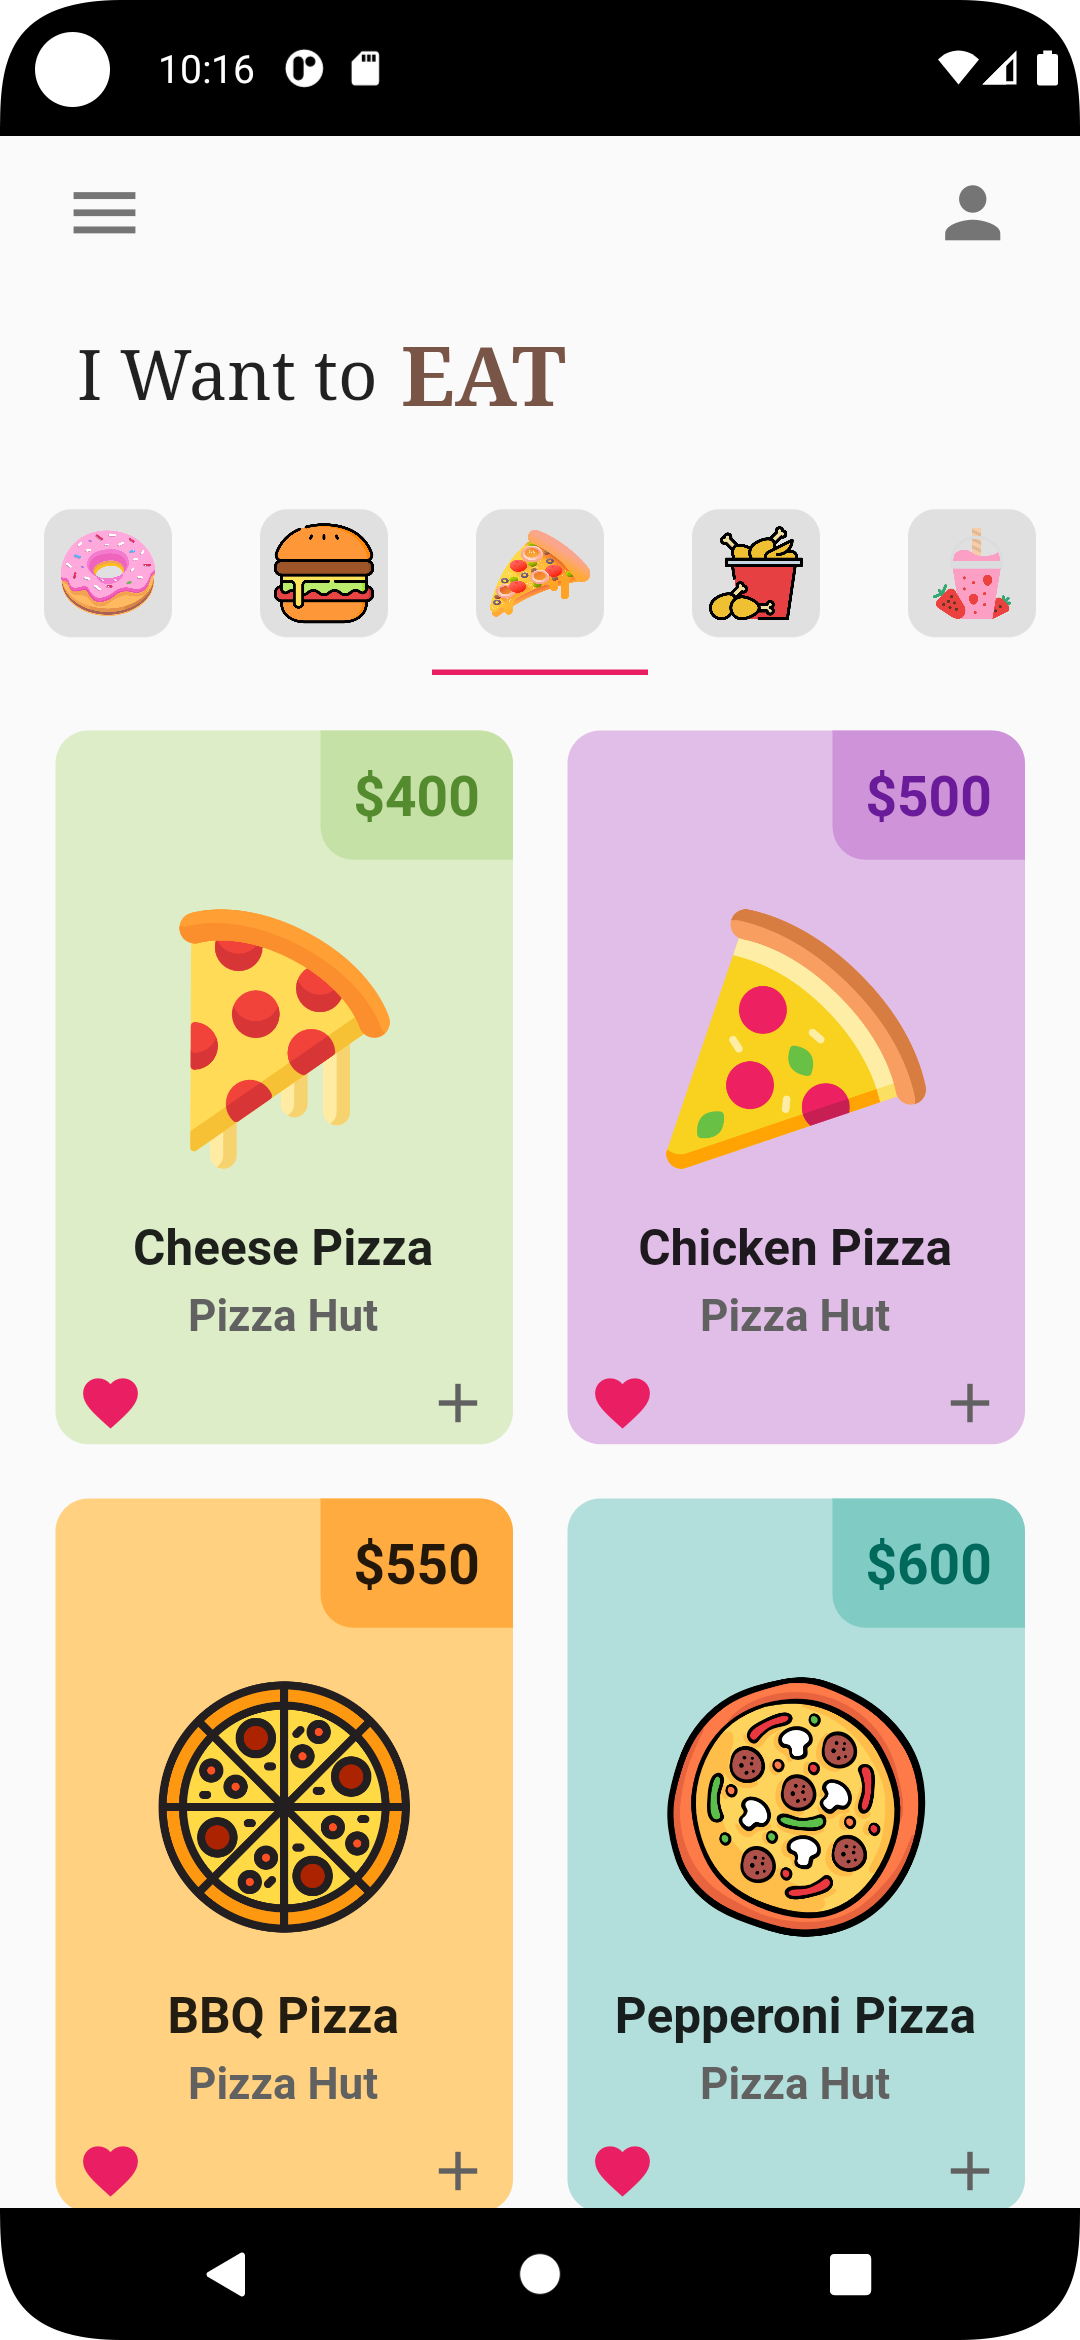 10:16
I Want to EAT
$400
$500
Cheese Pizza
Chicken Pizza
Pizza Hut
Pizza Hut
$550
$600
BBQ Pizza
Pepperoni Pizza
Pizza Hut
Pizza Hut